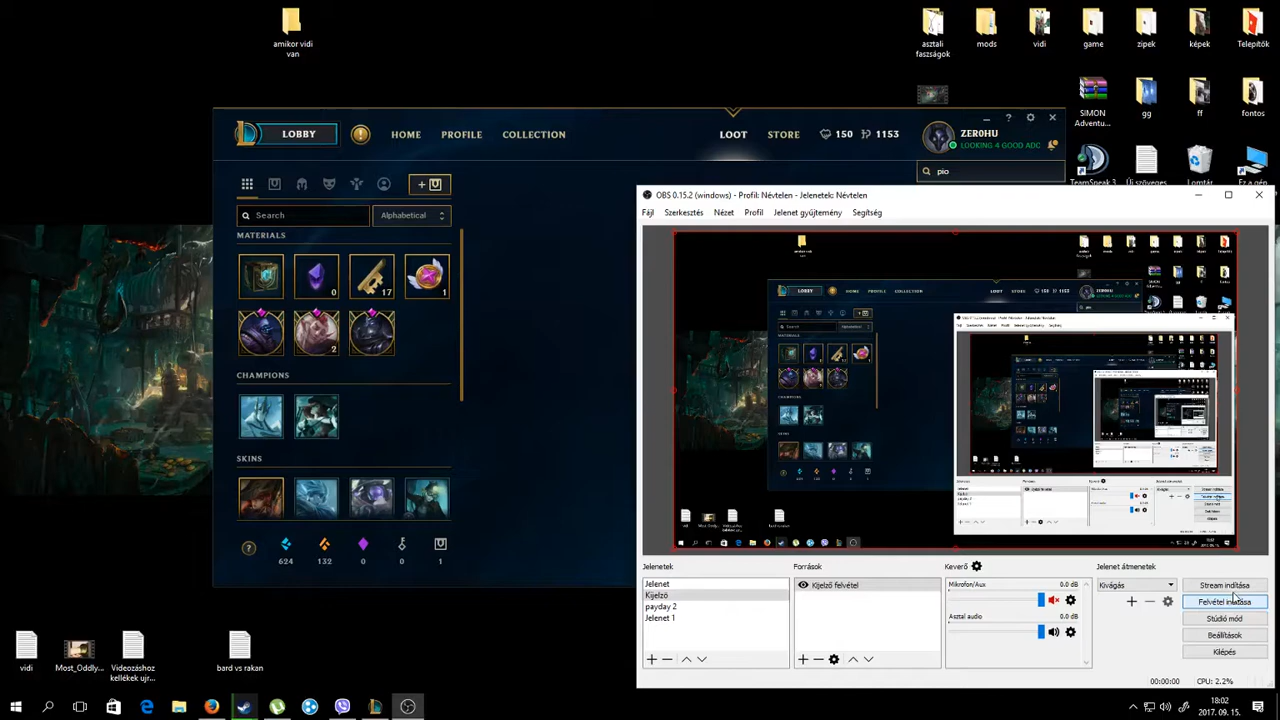 amikor vidi
van
asztali
faszságok
mods
vidi
game
zipek
képek
Telepítők
SIMON
Adventu...
gg
ff
fontos
TeamSpeak 3
Új szöveges
Lomtár
Ez a gép
LOBBY
HOME
PROFILE
COLLECTION
LOOT
STORE
150
1153
ZER0HU
LOOKING 4 GOOD ADC
pio
Search
Alphabetical
MATERIALS
0
17
1
CHAMPIONS
SKINS
624
132
0
0
1
OBS 0.15.2 (windows) - Profil: Névtelen - Jelenetek: Névtelen
Fájl
Szerkesztés
Nézet
Profil
Jelenet gyűjtemény
Segítség
Jelenetek
Források
Keverő
Jelenet átmenetek
Jelenet
Kijelző
payday 2
Jelenet 1
Kijelző felvétel
Mikrofon/Aux
0.0 dB
Asztal audio
0.0 dB
Kivágás
Stream indítása
Felvétel indítása
Stúdió mód
Beállítások
Kilépés
00:00:00
CPU: 2.2%
vidi
Most_Oddly...
Videozáshoz
kellékek ujr...
bard vs rakan
18:02
2017. 09. 15.